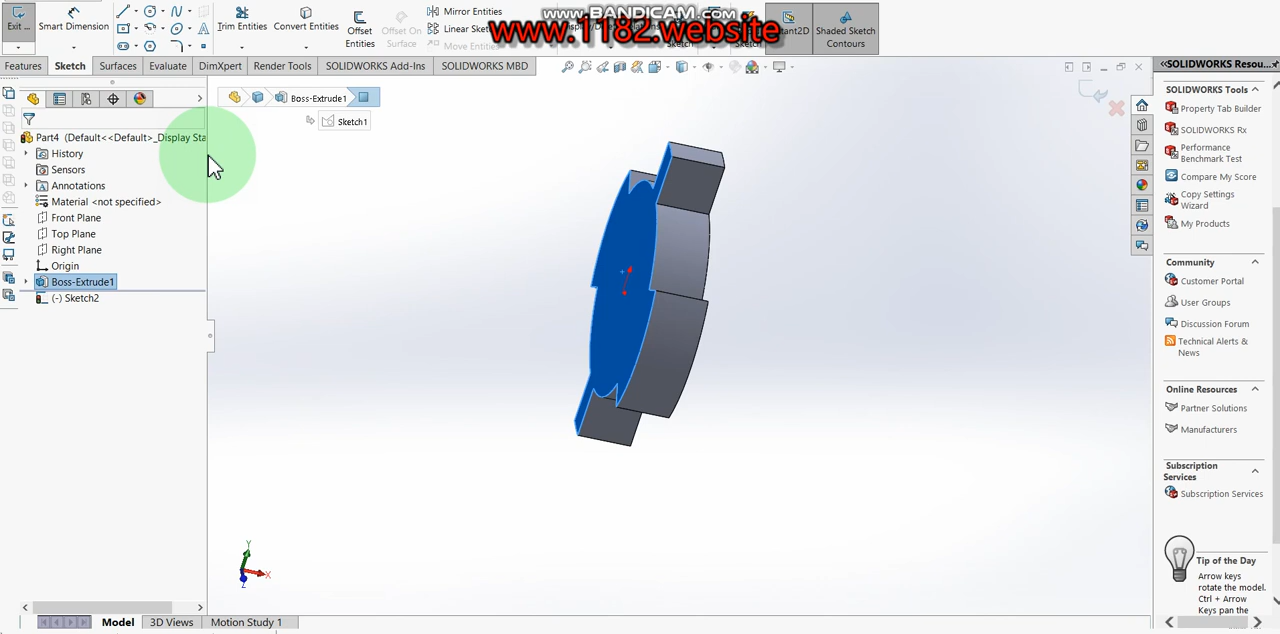 www.BANDICAM.com
www.1182.website
Exit ...
Smart Dimension
Trim Entities
Convert Entities
Offset Entities
Offset On Surface
Mirror Entities
Linear Sketc
Move Entities
Sketch
Sketch
Instant2D
Shaded Sketch Contours
Features
Sketch
Surfaces
Evaluate
DimXpert
Render Tools
SOLIDWORKS Add-Ins
SOLIDWORKS MBD
Boss-Extrude1
Sketch1
Part4 (Default<<Default>_Display Sta
History
Sensors
Annotations
Material <not specified>
Front Plane
Top Plane
Right Plane
Origin
Boss-Extrude1
(-) Sketch2
Y
X
Z
Model
3D Views
Motion Study 1
SOLIDWORKS Resou...
SOLIDWORKS Tools
Property Tab Builder
SOLIDWORKS Rx
Performance
Benchmark Test
Compare My Score
Copy Settings
Wizard
My Products
Community
Customer Portal
User Groups
Discussion Forum
Technical Alerts &
News
Online Resources
Partner Solutions
Manufacturers
Subscription
Services
Subscription Services
Tip of the Day
Arrow keys
rotate the model.
Ctrl + Arrow
Keys pan the